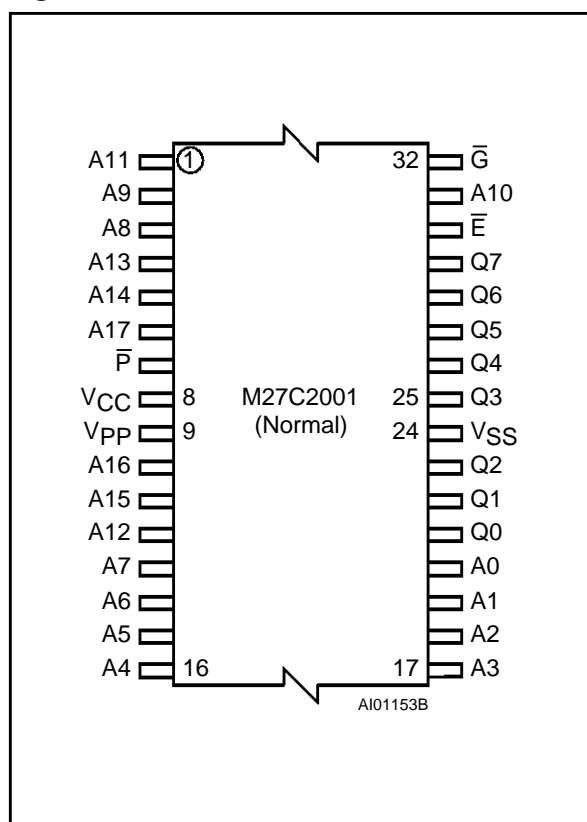 A11 1 32 G̅
A9 A10
A8 E̅
A13 Q7
A14 Q6
A17 Q5
P̅ Q4
VCC 8 M27C2001 25 Q3
VPP 9 (Normal) 24 VSS
A16 Q2
A15 Q1
A12 Q0
A7 A0
A6 A1
A5 A2
A4 16 17 A3
AI01153B